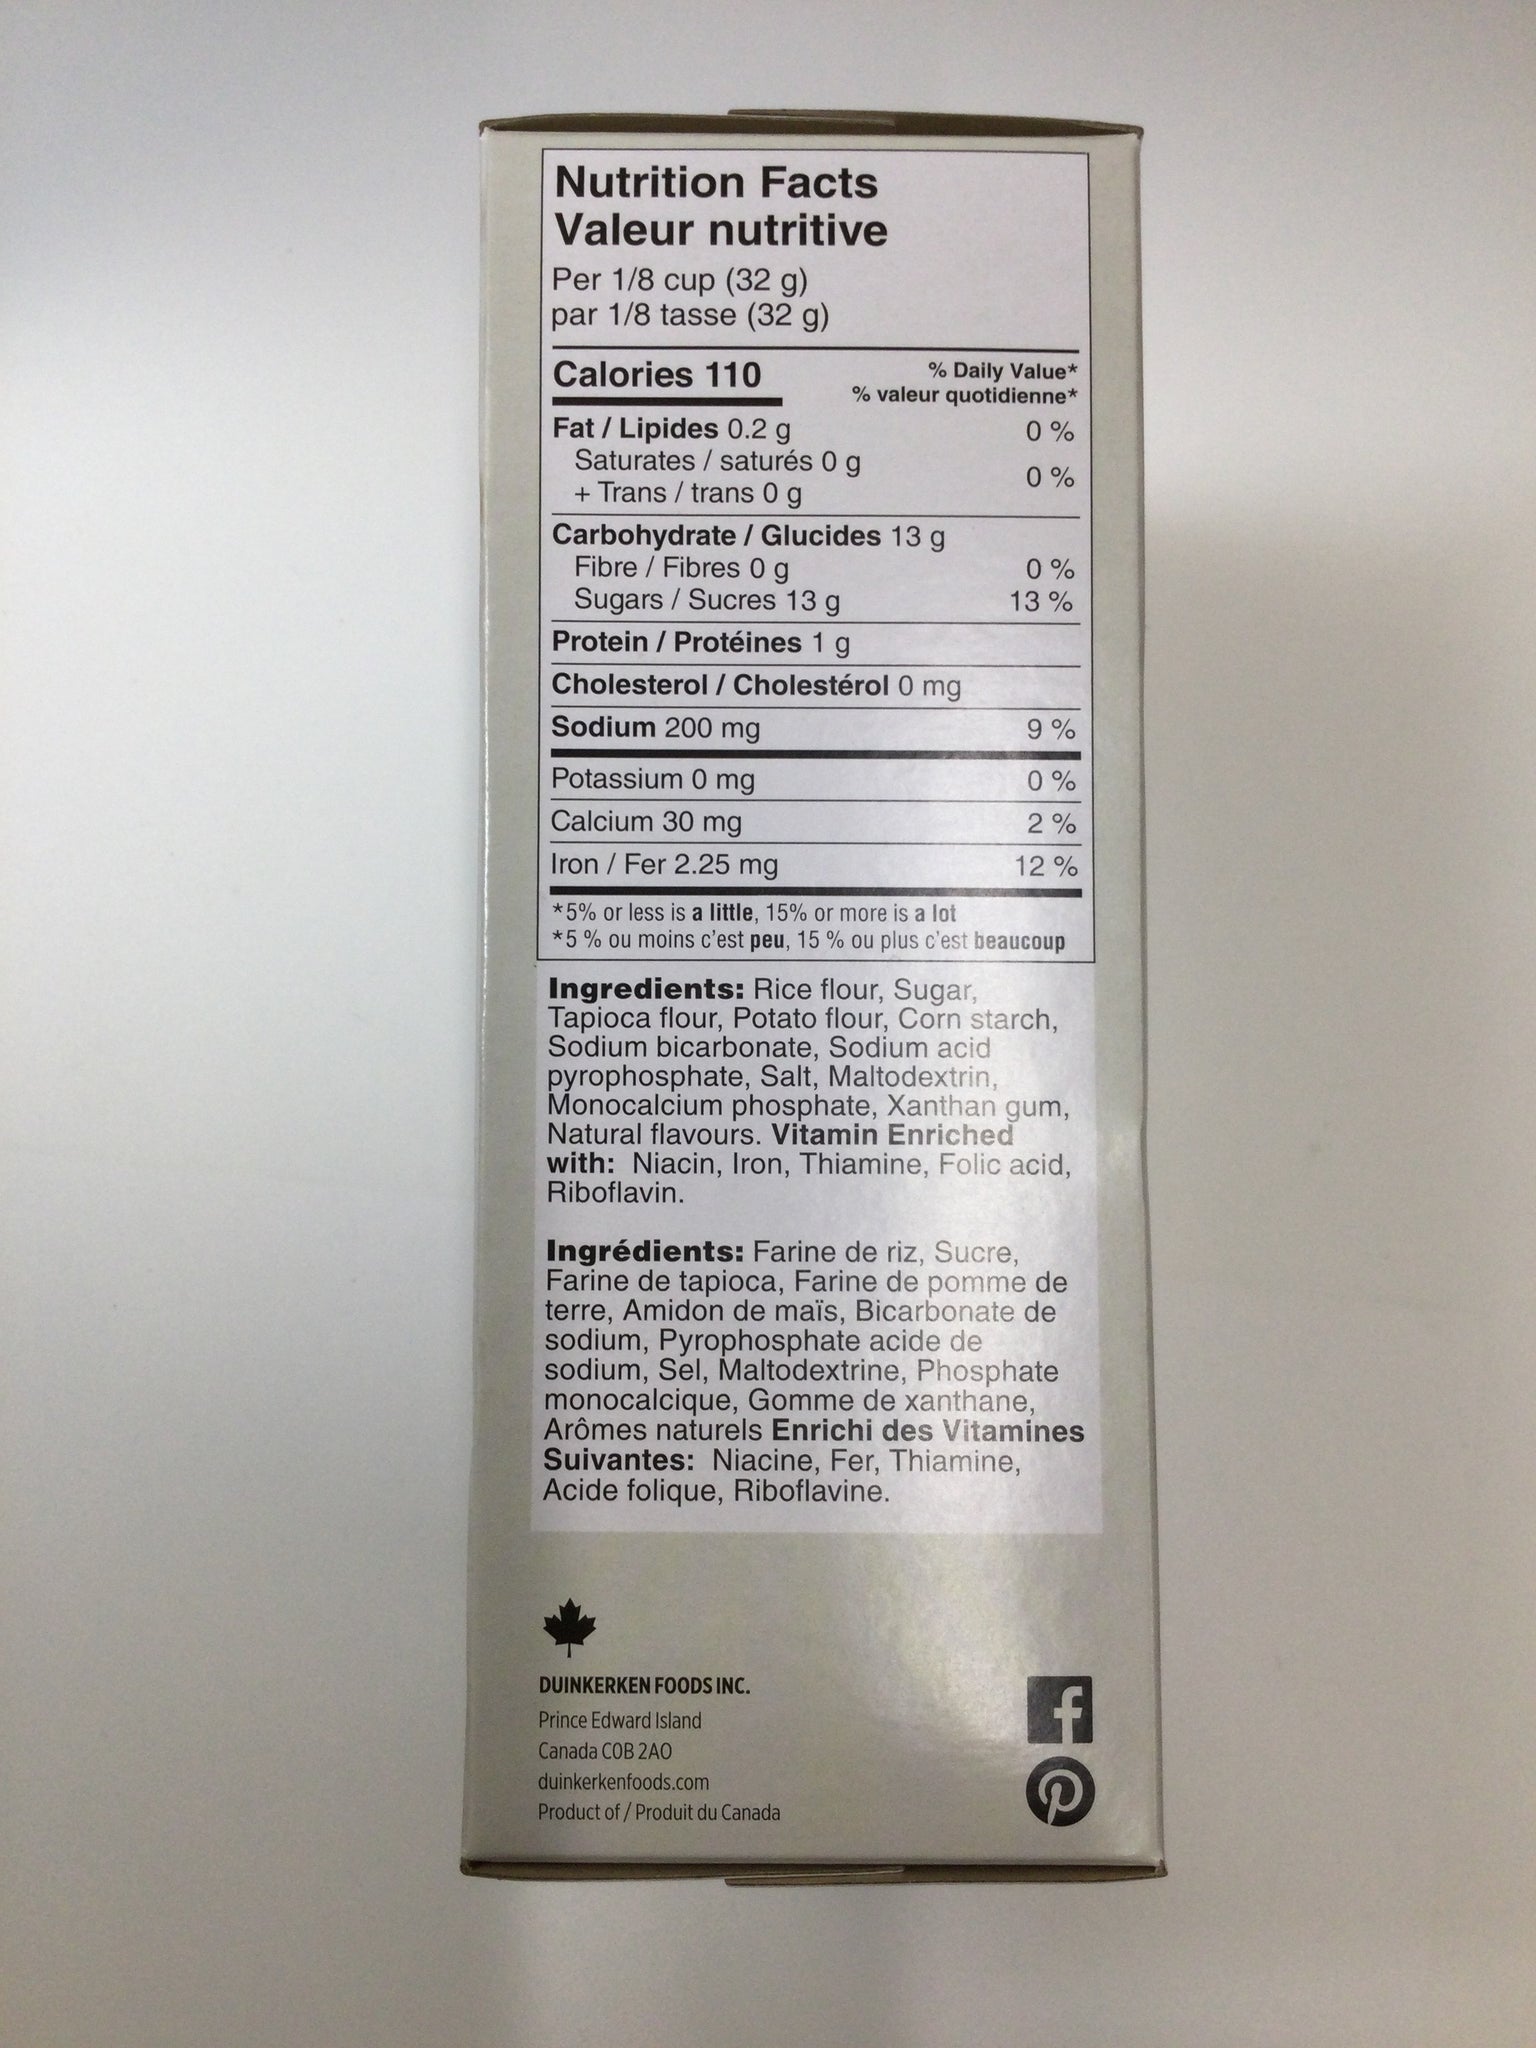 Nutrition Facts
Valeur nutritive
Per 1/8 cup (32 g)
par 1/8 tasse (32 g)
Calories 110
% Daily Value*
% valeur quotidienne*
Fat / Lipides 0.2 g 0 %
Saturates / saturés 0 g
+ Trans / trans 0 g
0 %
Carbohydrate / Glucides 13 g
Fibre / Fibres 0 g 0 %
Sugars / Sucres 13 g 13 %
Protein / Protéines 1 g
Cholesterol / Cholestérol 0 mg
Sodium 200 mg 9 %
Potassium 0 mg 0 %
Calcium 30 mg 2 %
Iron / Fer 2.25 mg 12 %
*5% or less is a little, 15% or more is a lot
*5 % ou moins c'est peu, 15 % ou plus c'est beaucoup
Ingredients: Rice flour, Sugar,
Tapioca flour, Potato flour, Corn starch,
Sodium bicarbonate, Sodium acid
pyrophosphate, Salt, Maltodextrin,
Monocalcium phosphate, Xanthan gum,
Natural flavours. Vitamin Enriched
with: Niacin, Iron, Thiamine, Folic acid,
Riboflavin.
Ingrédients: Farine de riz, Sucre,
Farine de tapioca, Farine de pomme de
terre, Amidon de maïs, Bicarbonate de
sodium, Pyrophosphate acide de
sodium, Sel, Maltodextrine, Phosphate
monocalcique, Gomme de xanthane,
Arômes naturels Enrichi des Vitamines
Suivantes: Niacine, Fer, Thiamine,
Acide folique, Riboflavine.
DUINKERKEN FOODS INC.
Prince Edward Island
Canada COB 2AO
duinkerkenfoods.com
Product of / Produit du Canada